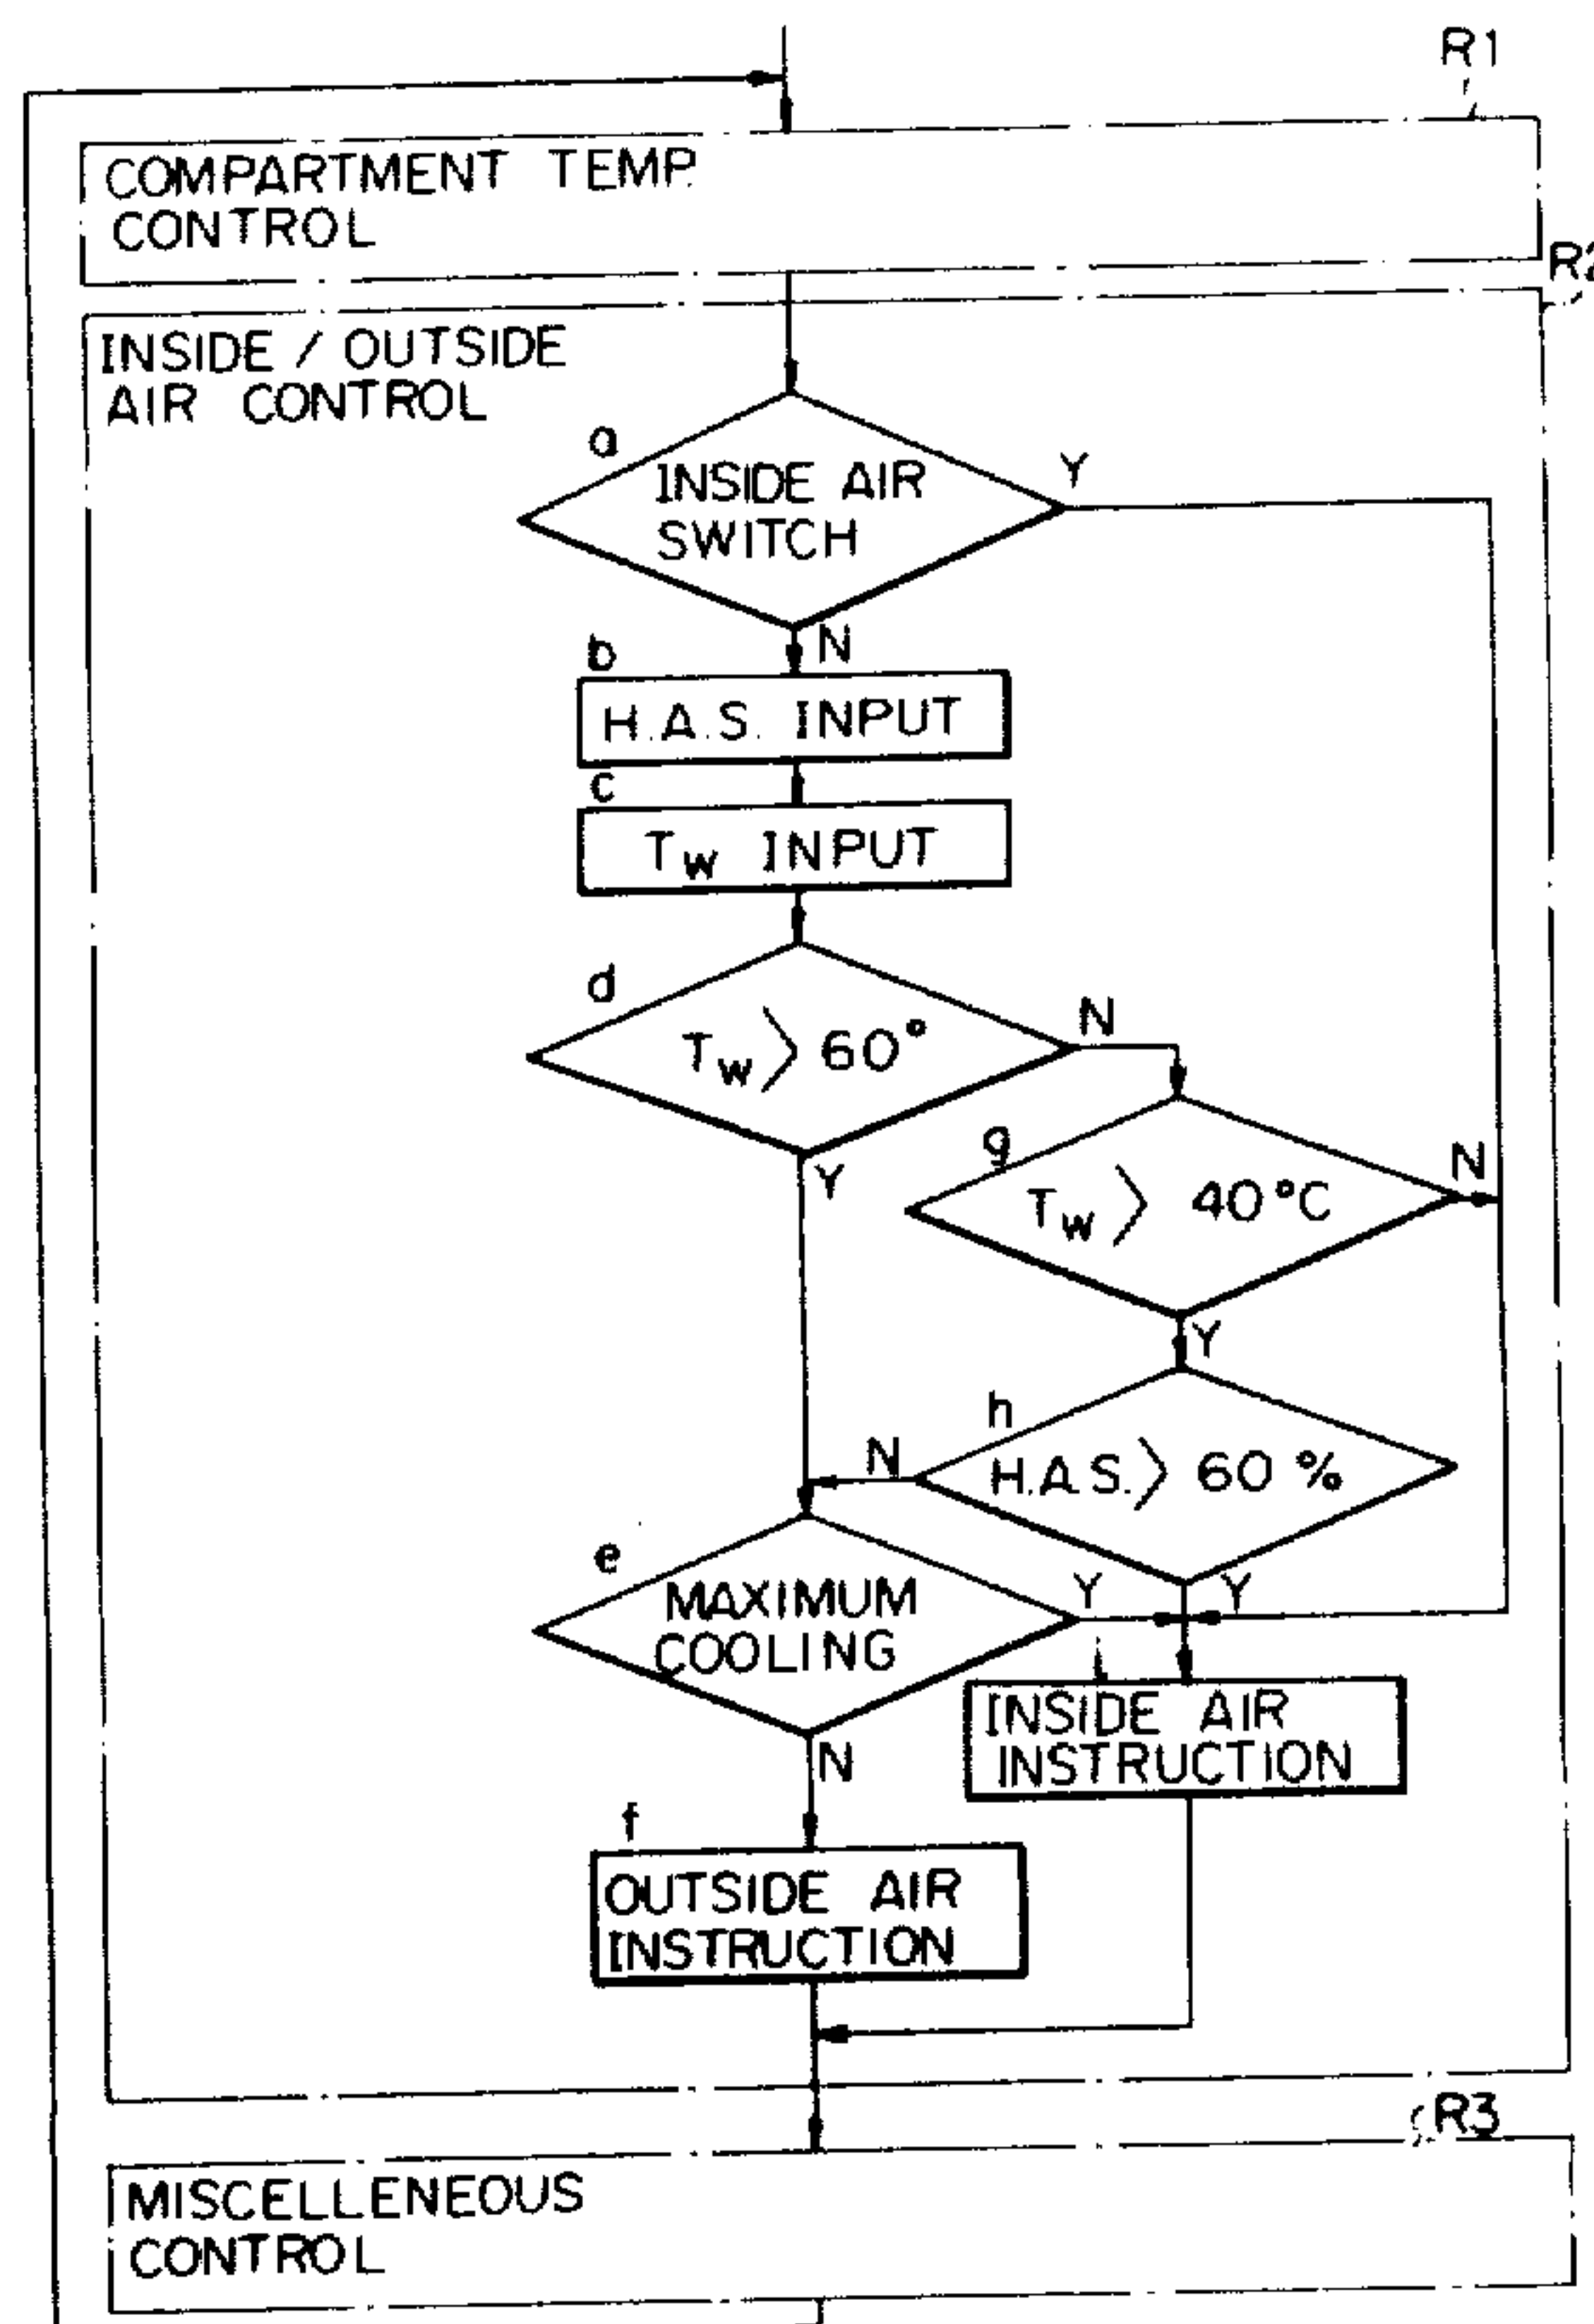 R1
COMPARTMENT TEMP.
CONTROL
R2
INSIDE / OUTSIDE
AIR CONTROL
a
INSIDE AIR
SWITCH
Y
N
b
H.A.S. INPUT
c
Tw INPUT
d
Tw > 60°
N
Y
g
Tw > 40°C
N
Y
h
H.A.S. > 60 %
N
Y
e
MAXIMUM
COOLING
Y
N
INSIDE AIR
INSTRUCTION
f
OUTSIDE AIR
INSTRUCTION
R3
MISCELLENEOUS
CONTROL